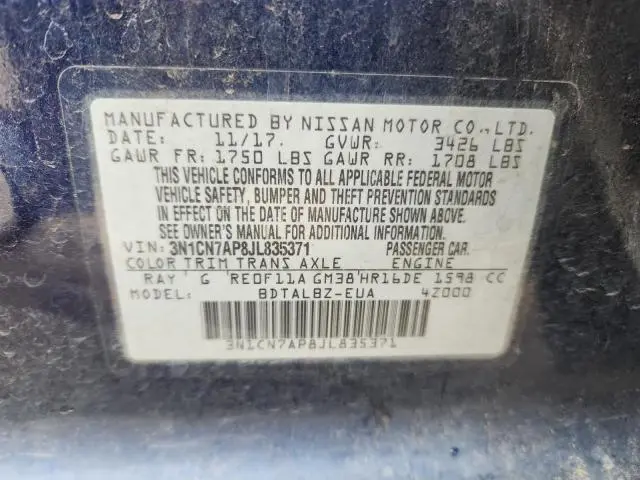 MANUFACTURED BY NISSAN MOTOR CO.,LTD.
DATE: 11/17. GVWR: 3426 LBS
GAWR FR: 1750 LBS GAWR RR: 1708 LBS
THIS VEHICLE CONFORMS TO ALL APPLICABLE FEDERAL MOTOR
VEHICLE SAFETY, BUMPER AND THEFT PREVENTION STANDARDS
IN EFFECT ON THE DATE OF MANUFACTURE SHOWN ABOVE.
SEE OWNER'S MANUAL FOR ADDITIONAL INFORMATION.
VIN: 3N1CN7AP8JL835371 PASSENGER CAR.
COLOR TRIM TRANS AXLE ENGINE
RAY G RE0F11A GM38 HR16DE 1598 CC
MODEL: BDTALBZ-EUA 4Z000
3N1CN7AP8JL835371